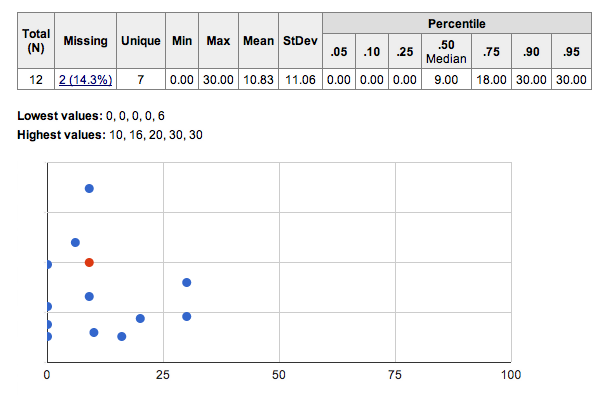 Total (N) Missing Unique Min Max Mean StDev Percentile
.05 .10 .25 .50 Median .75 .90 .95
12 2 (14.3%) 7 0.00 30.00 10.83 11.06 0.00 0.00 0.00 9.00 18.00 30.00 30.00
Lowest values: 0, 0, 0, 0, 6
Highest values: 10, 16, 20, 30, 30
0 25 50 75 100